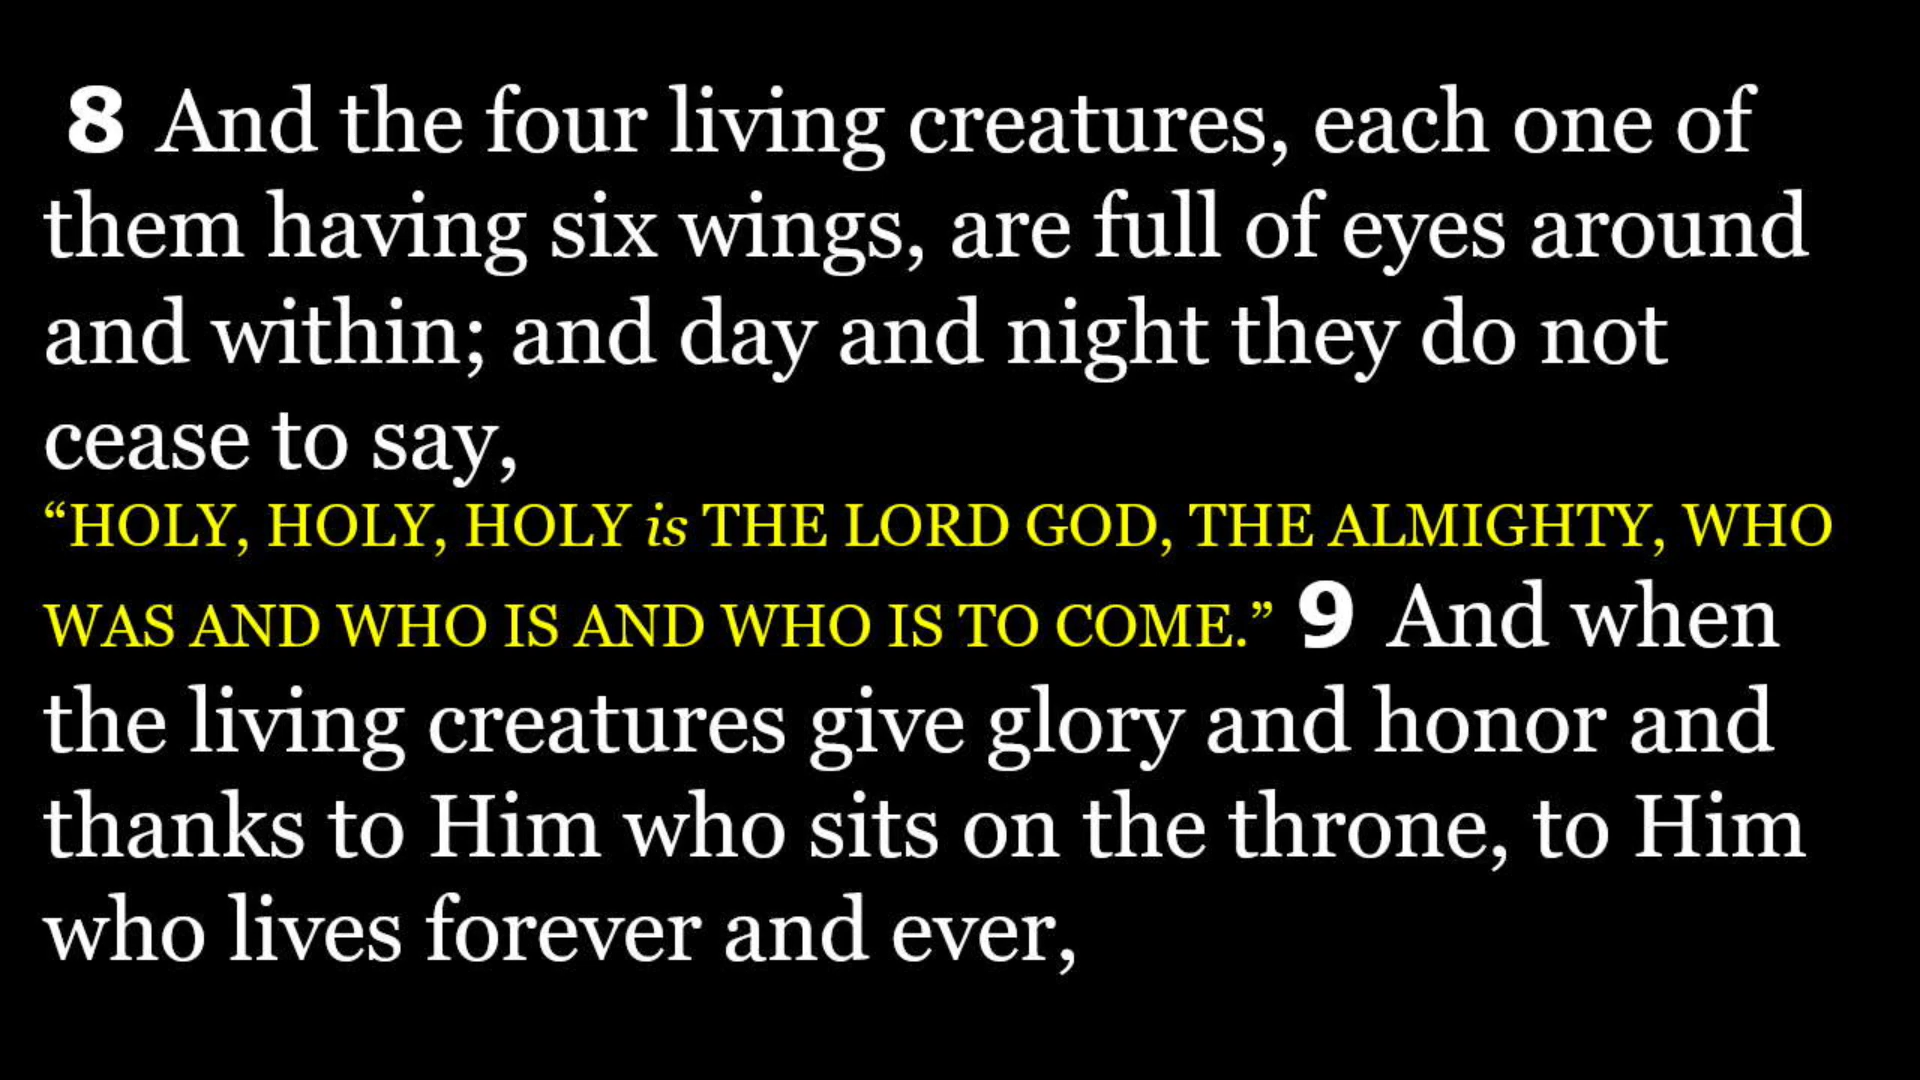 8 And the four living creatures, each one of
them having six wings, are full of eyes around
and within; and day and night they do not
cease to say,
“HOLY, HOLY, HOLY is THE LORD GOD, THE ALMIGHTY, WHO
WAS AND WHO IS AND WHO IS TO COME.” 9 And when
the living creatures give glory and honor and
thanks to Him who sits on the throne, to Him
who lives forever and ever,